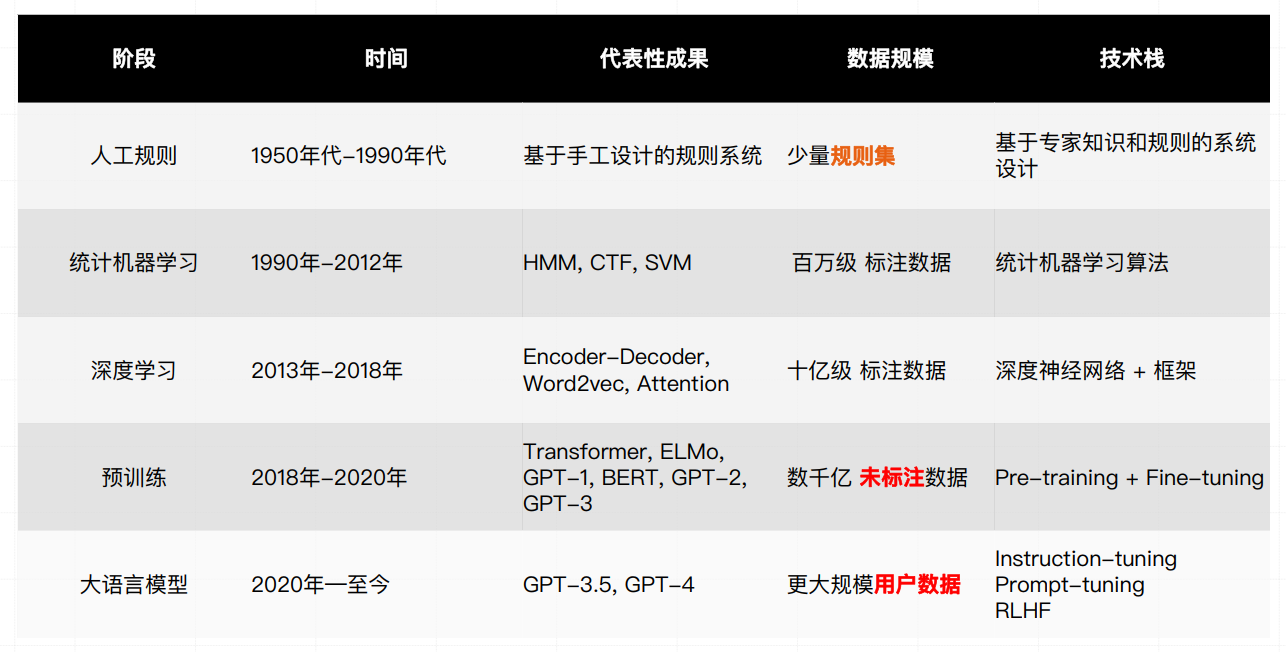 阶段 时间 代表性成果 数据规模 技术栈
人工规则 1950年代-1990年代 基于手工设计的规则系统 少量规则集 基于专家知识和规则的系统
设计
统计机器学习 1990年-2012年 HMM, CTF, SVM 百万级 标注数据 统计机器学习算法
深度学习 2013年-2018年 Encoder-Decoder,
Word2vec, Attention 十亿级 标注数据 深度神经网络 + 框架
预训练 2018年-2020年 Transformer, ELMo,
GPT-1, BERT, GPT-2,
GPT-3 数千亿 未标注数据 Pre-training + Fine-tuning
大语言模型 2020年—至今 GPT-3.5, GPT-4 更大规模用户数据 Instruction-tuning
Prompt-tuning
RLHF